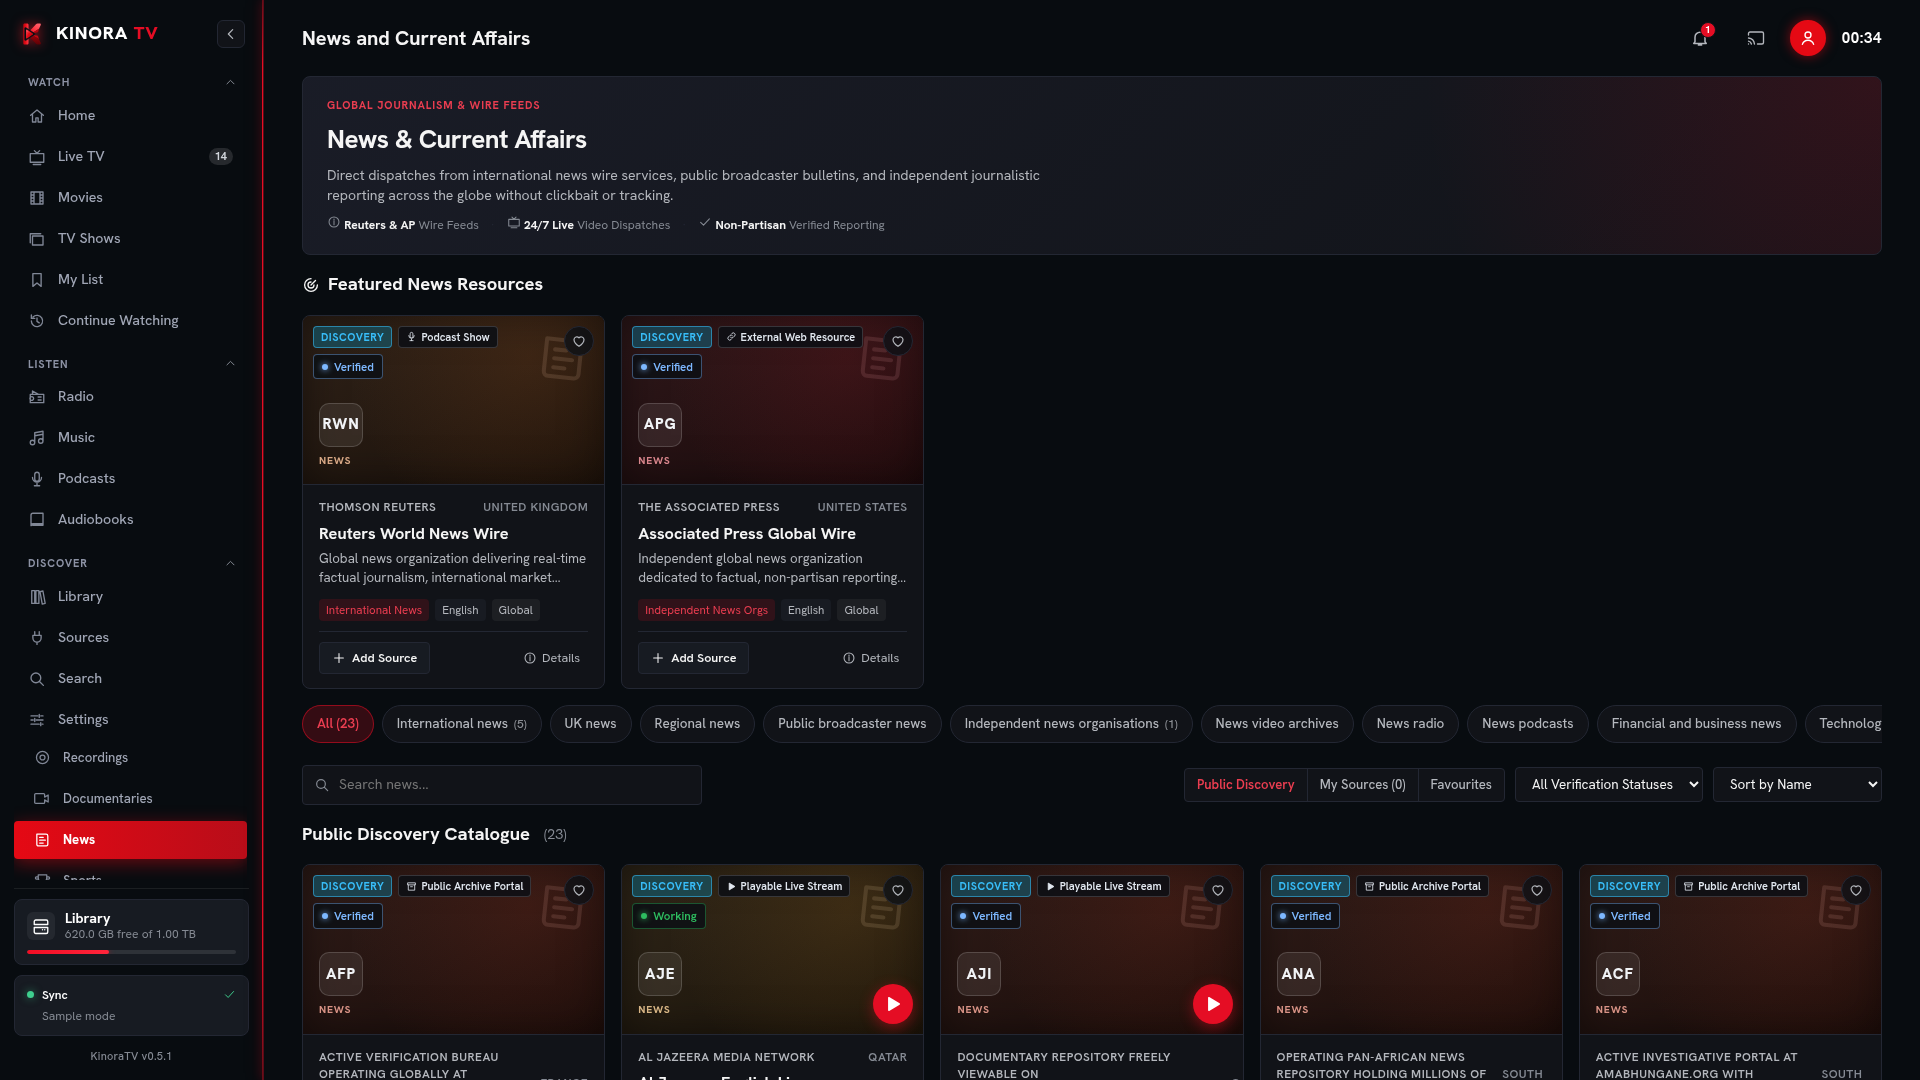 KINORA TV
WATCH
Home
Live TV
14
Movies
TV Shows
My List
Continue Watching
LISTEN
Radio
Music
Podcasts
Audiobooks
DISCOVER
Library
Sources
Search
Settings
Recordings
Documentaries
News
Sports
Library
620.0 GB free of 1.00 TB
Sync
Sample mode
KinoraTV v0.5.1
News and Current Affairs
1
00:34
GLOBAL JOURNALISM & WIRE FEEDS
News & Current Affairs
Direct dispatches from international news wire services, public broadcaster bulletins, and independent journalistic
reporting across the globe without clickbait or tracking.
Reuters & AP Wire Feeds
24/7 Live Video Dispatches
Non-Partisan Verified Reporting
Featured News Resources
DISCOVERY
Podcast Show
Verified
RWN
NEWS
THOMSON REUTERS
UNITED KINGDOM
Reuters World News Wire
Global news organization delivering real-time
factual journalism, international market...
International News
English
Global
Add Source
Details
DISCOVERY
External Web Resource
Verified
APG
NEWS
THE ASSOCIATED PRESS
UNITED STATES
Associated Press Global Wire
Independent global news organization
dedicated to factual, non-partisan reporting...
Independent News Orgs
English
Global
Add Source
Details
All (23)
International news (5)
UK news
Regional news
Public broadcaster news
Independent news organisations (1)
News video archives
News radio
News podcasts
Financial and business news
Technolog
Search news...
Public Discovery
My Sources (0)
Favourites
All Verification Statuses
Sort by Name
Public Discovery Catalogue (23)
DISCOVERY
Public Archive Portal
Verified
AFP
NEWS
ACTIVE VERIFICATION BUREAU
OPERATING GLOBALLY AT
DISCOVERY
Playable Live Stream
Working
AJE
NEWS
AL JAZEERA MEDIA NETWORK
QATAR
DISCOVERY
Playable Live Stream
Verified
AJI
NEWS
DOCUMENTARY REPOSITORY FREELY
VIEWABLE ON
DISCOVERY
Public Archive Portal
Verified
ANA
NEWS
OPERATING PAN-AFRICAN NEWS
REPOSITORY HOLDING MILLIONS OF
SOUTH
DISCOVERY
Public Archive Portal
Verified
ACF
NEWS
ACTIVE INVESTIGATIVE PORTAL AT
AMABHUNGANE.ORG WITH
SOUTH